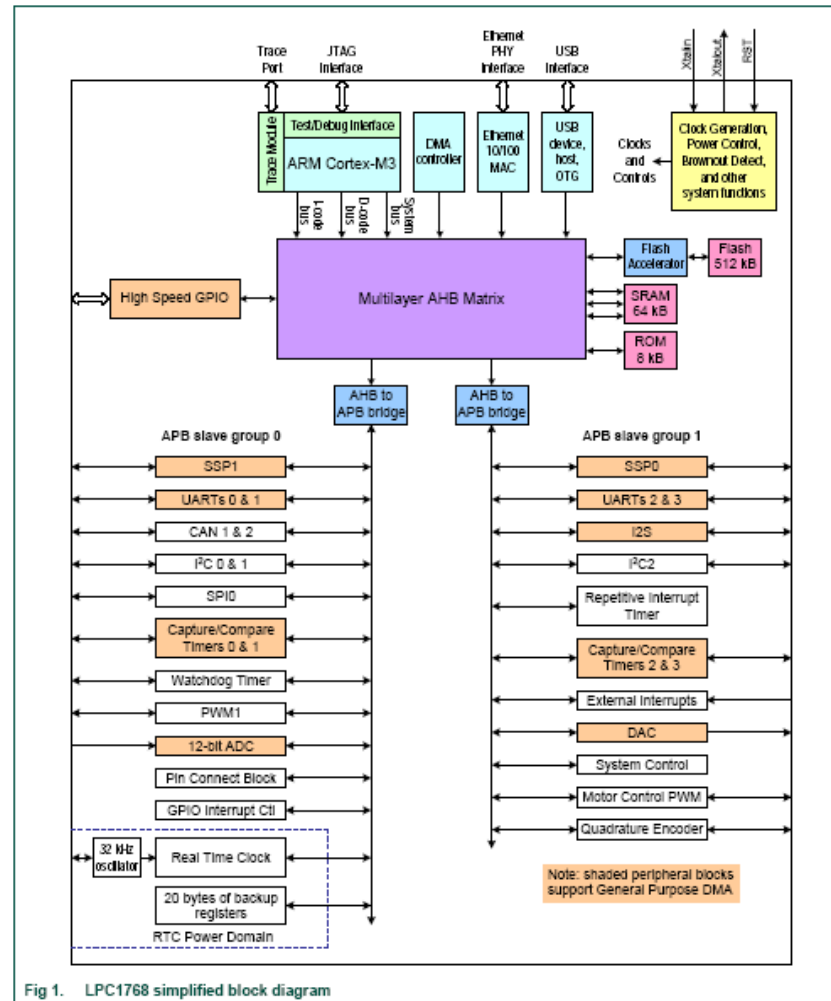 Trace
Port
JTAG
Interface
Ethernet
PHY
Interface
USB
Interface
Xtalin
Xtalout
RST
Trace Module
Test/Debug Interface
ARM Cortex-M3
DMA
controller
Ethernet
10/100
MAC
USB
device,
host,
OTG
Clocks
and
Controls
Clock Generation,
Power Control,
Brownout Detect,
and other
system functions
I-code
bus
D-code
bus
System
bus
High Speed GPIO
Multilayer AHB Matrix
Flash
Accelerator
Flash
512 kB
SRAM
64 kB
ROM
8 kB
AHB to
APB bridge
AHB to
APB bridge
APB slave group 0
SSP1
UARTs 0 & 1
CAN 1 & 2
I²C 0 & 1
SPI0
Capture/Compare
Timers 0 & 1
Watchdog Timer
PWM1
12-bit ADC
Pin Connect Block
GPIO Interrupt Ctl
32 kHz
oscillator
Real Time Clock
20 bytes of backup
registers
RTC Power Domain
APB slave group 1
SSP0
UARTs 2 & 3
I2S
I²C2
Repetitive Interrupt
Timer
Capture/Compare
Timers 2 & 3
External Interrupts
DAC
System Control
Motor Control PWM
Quadrature Encoder
Note: shaded peripheral blocks
support General Purpose DMA
Fig 1. LPC1768 simplified block diagram